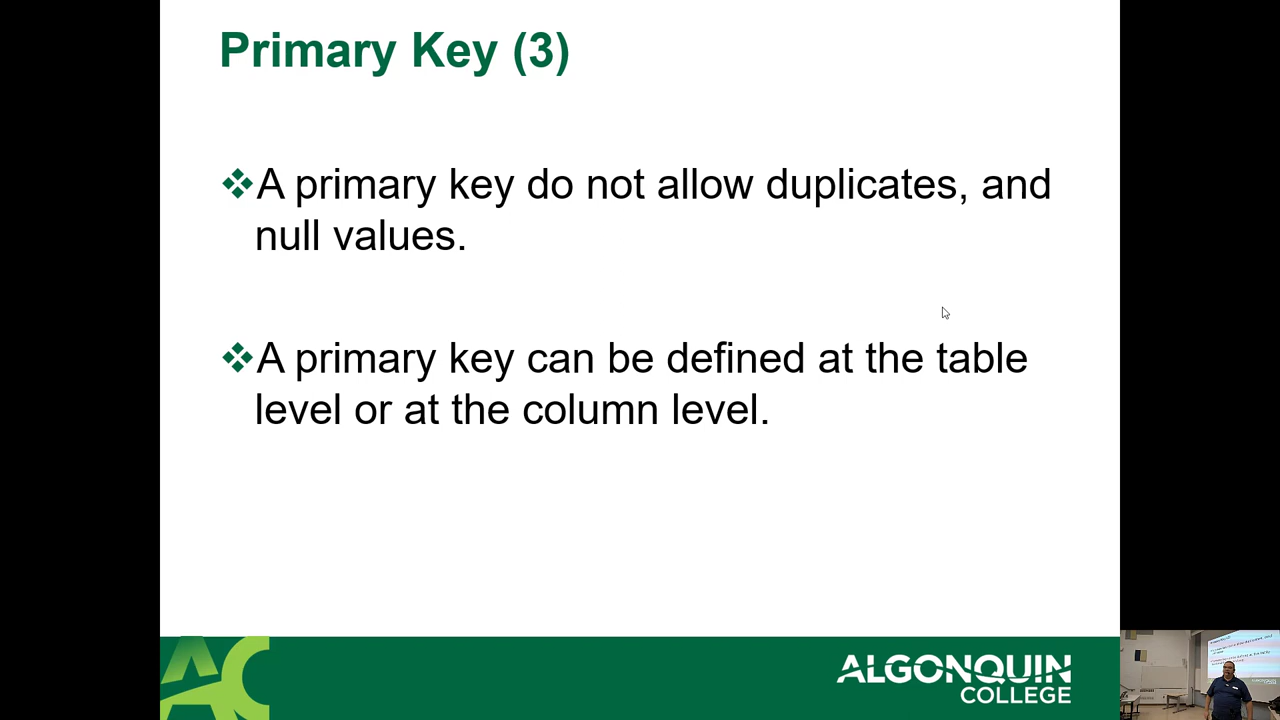 Primary Key (3)
❖A primary key do not allow duplicates, and
null values.
❖A primary key can be defined at the table
level or at the column level.
AC
ALGONQUIN
COLLEGE